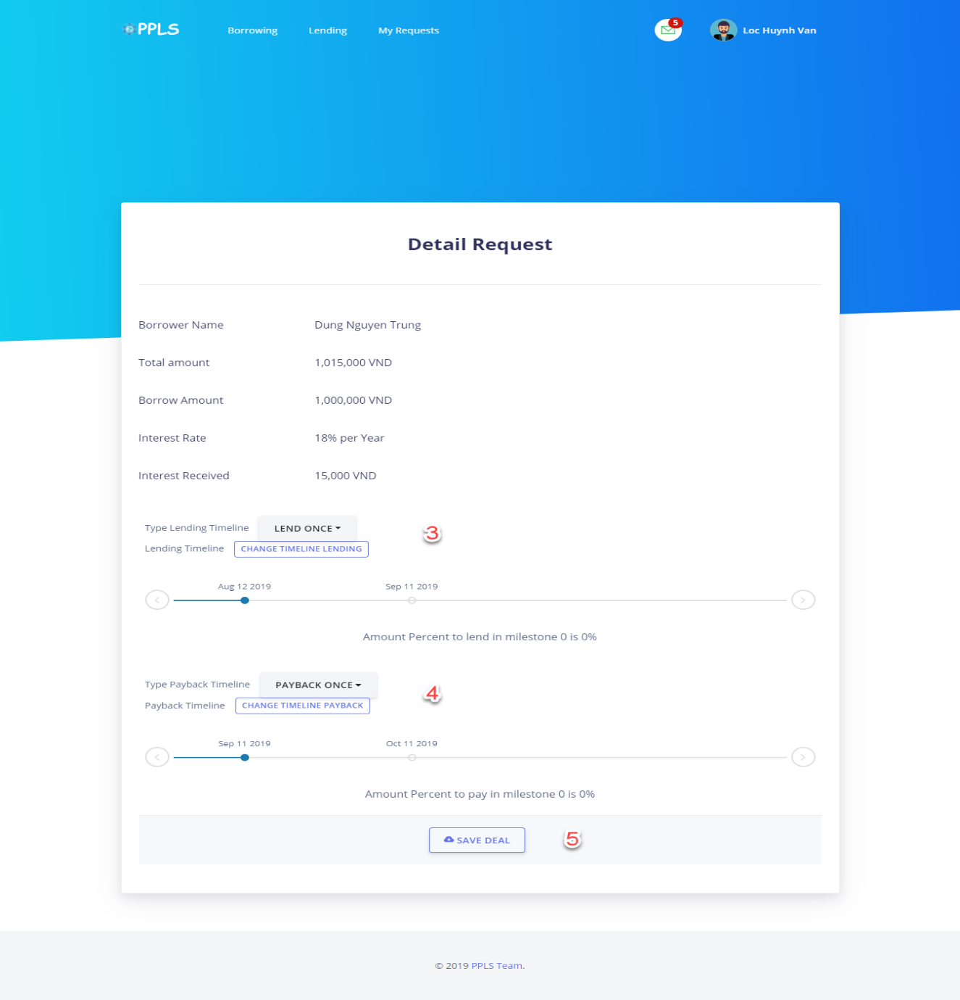 PPLS Borrowing Lending My Requests 5 Loc Huynh Van
Detail Request
Borrower Name Dung Nguyen Trung
Total amount 1,015,000 VND
Borrow Amount 1,000,000 VND
Interest Rate 18% per Year
Interest Received 15,000 VND
Type Lending Timeline LEND ONCE 3
Lending Timeline CHANGE TIMELINE LENDING
Aug 12 2019 Sep 11 2019
Amount Percent to lend in milestone 0 is 0%
Type Payback Timeline PAYBACK ONCE 4
Payback Timeline CHANGE TIMELINE PAYBACK
Sep 11 2019 Oct 11 2019
Amount Percent to pay in milestone 0 is 0%
SAVE DEAL 5
© 2019 PPLS Team.